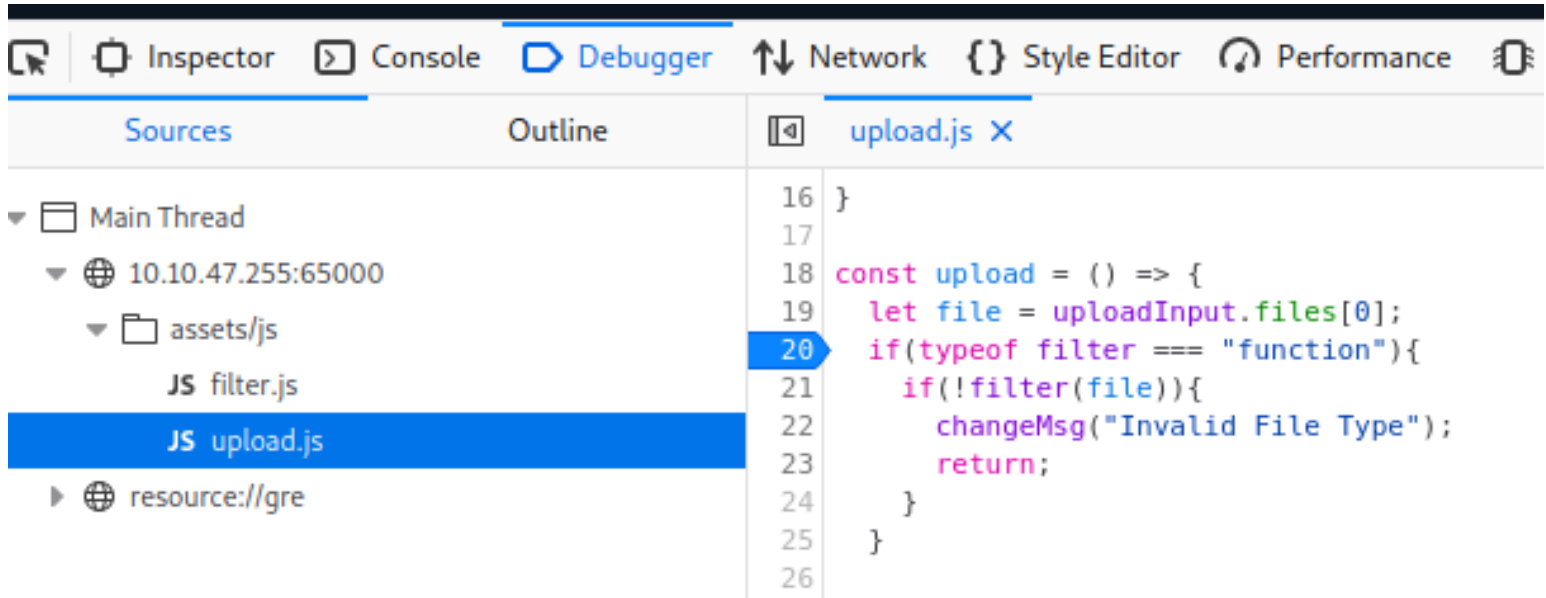 Inspector Console Debugger Network {} Style Editor Performance
Sources Outline upload.js ×
Main Thread
10.10.47.255:65000
assets/js
JS filter.js
JS upload.js
resource://gre
16 }
17
18 const upload = () => {
19   let file = uploadInput.files[0];
20   if(typeof filter === "function"){
21     if(!filter(file)){
22       changeMsg("Invalid File Type");
23       return;
24     }
25   }
26